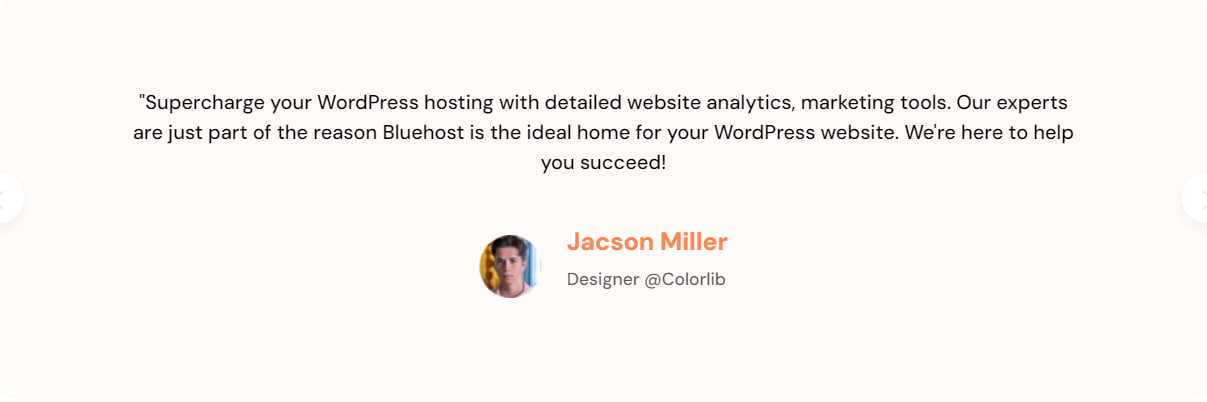 "Supercharge your WordPress hosting with detailed website analytics, marketing tools. Our experts
are just part of the reason Bluehost is the ideal home for your WordPress website. We're here to help
you succeed!
Jacson Miller
Designer @Colorlib